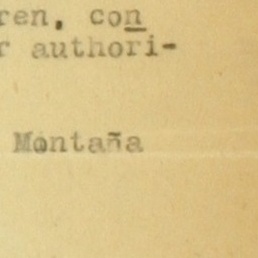 ren, con
r authori-
Montaña